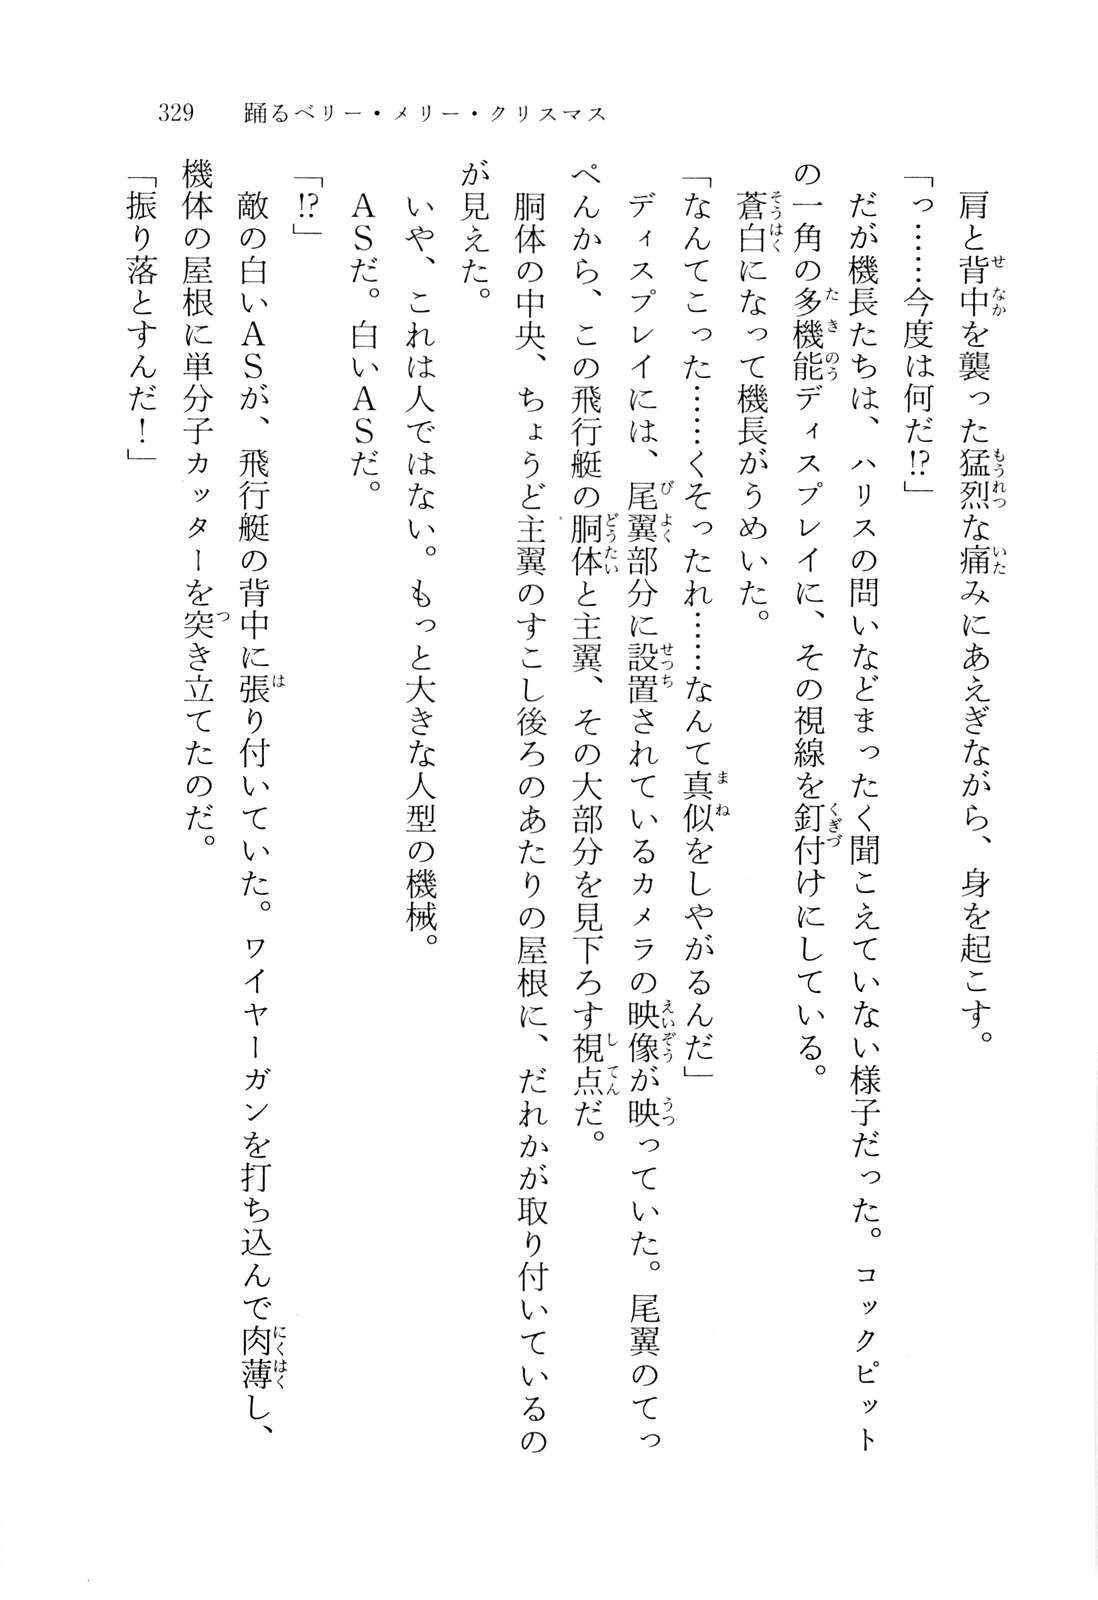 329　踊るベリー・メリー・クリスマス
　肩と背中を襲った猛烈な痛みにあえぎながら、身を起こす。
「っ……今度は何だ!?」
　だが機長たちは、ハリスの問いなどまったく聞こえていない様子だった。コックピット
の一角の多機能ディスプレイに、その視線を釘付けにしている。
　蒼白になって機長がうめいた。
「なんてこった……くそったれ……なんて真似をしやがるんだ」
　ディスプレイには、尾翼部分に設置されているカメラの映像が映っていた。尾翼のてっ
ぺんから、この飛行艇の胴体と主翼、その大部分を見下ろす視点だ。
　胴体の中央、ちょうど主翼のすこし後ろのあたりの屋根に、だれかが取り付いているの
が見えた。
　いや、これは人ではない。もっと大きな人型の機械。
　ＡＳだ。白いＡＳだ。
「!?」
　敵の白いＡＳが、飛行艇の背中に張り付いていた。ワイヤーガンを打ち込んで肉薄し、
機体の屋根に単分子カッターを突き立てたのだ。
「振り落とすんだ！」